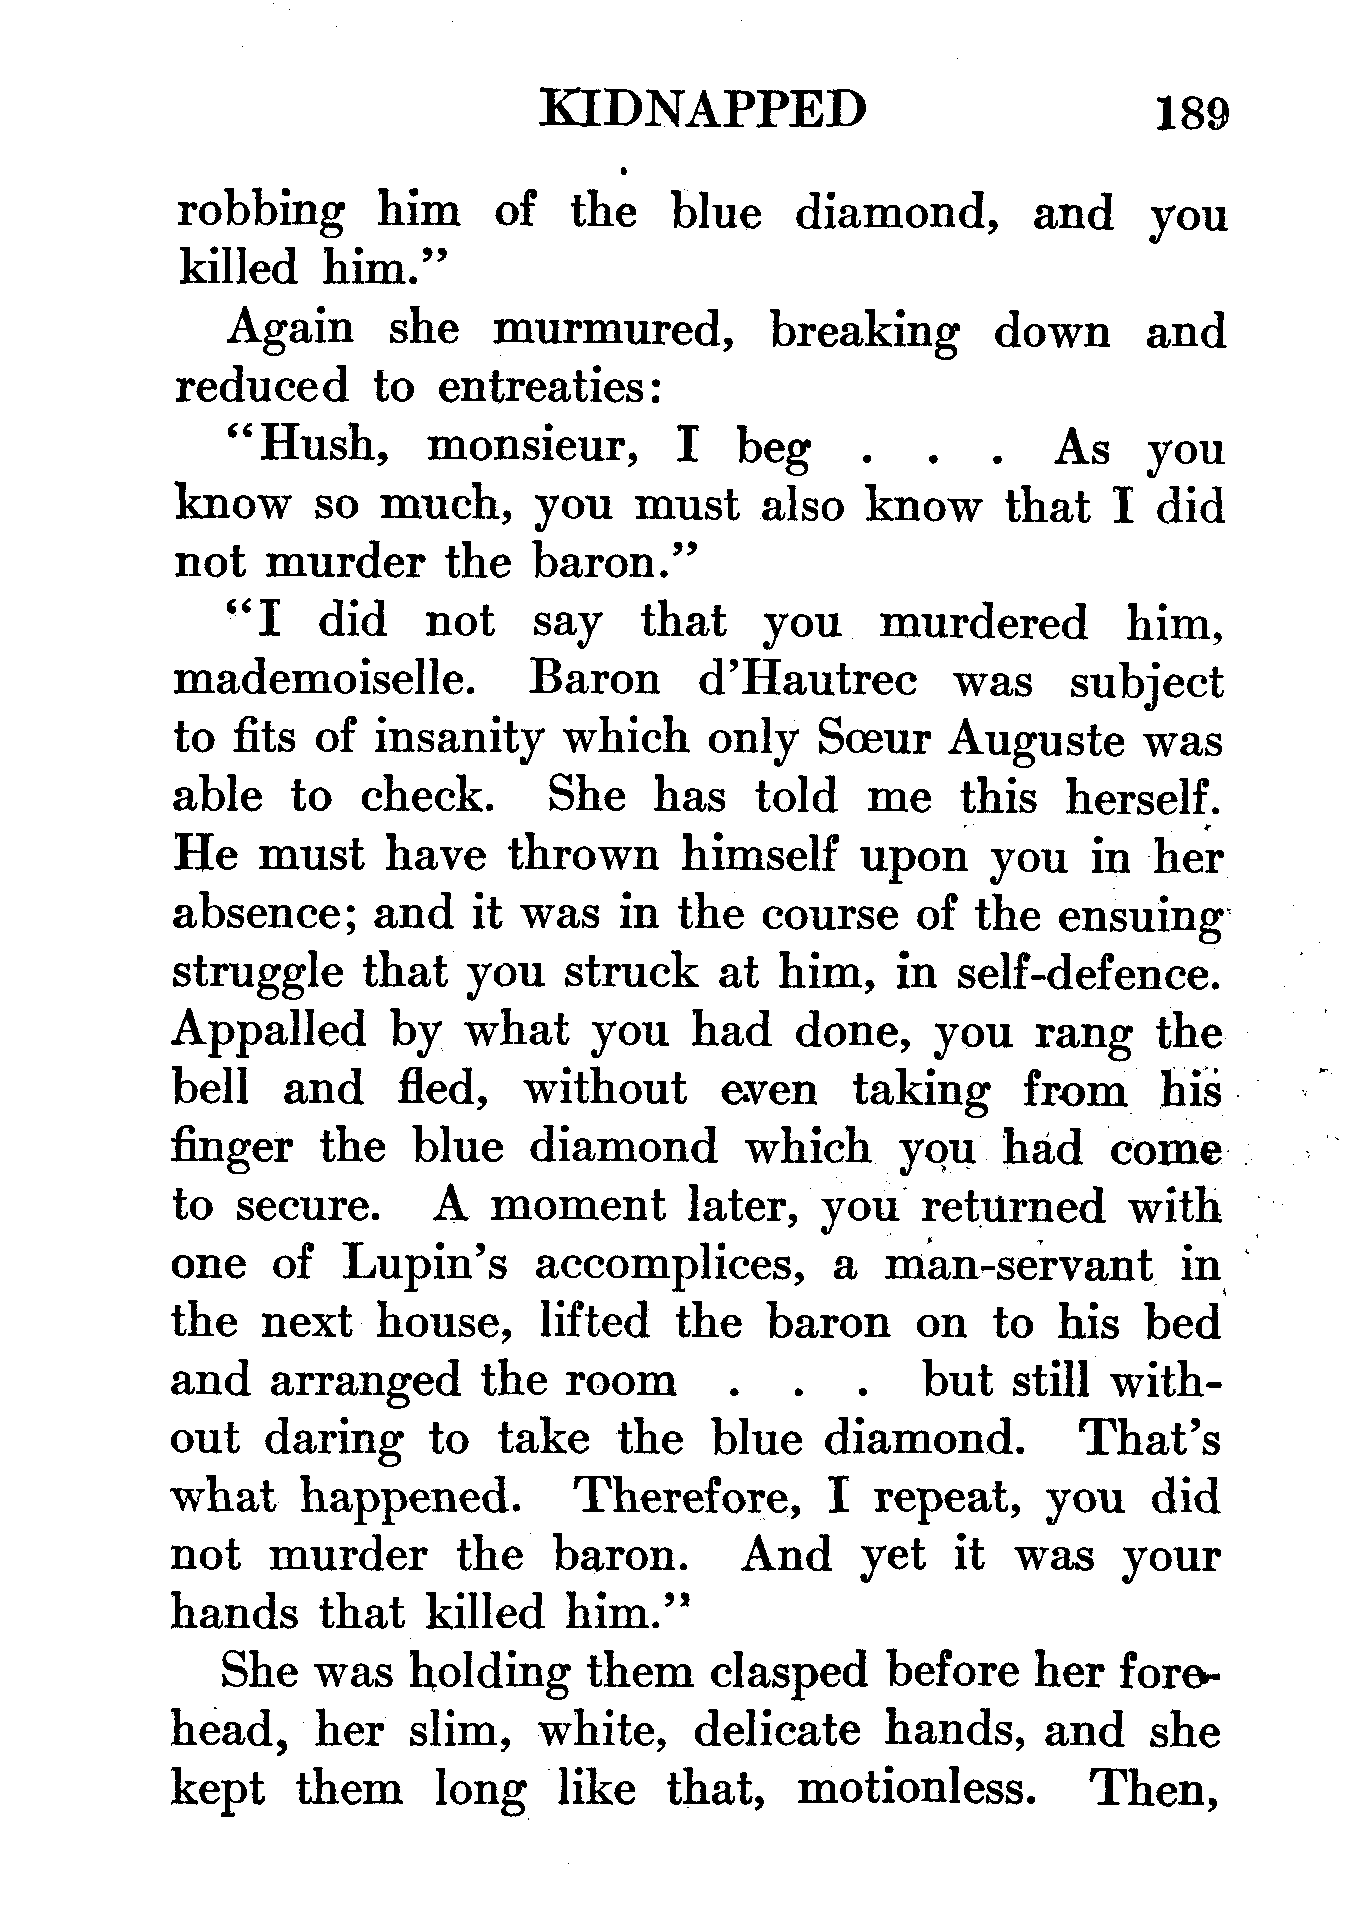 KIDNAPPED 189
robbing him of the blue diamond, and you
killed him.”
Again she murmured, breaking down and
reduced to entreaties:
“Hush, monsieur, I beg . . . As you
know so much, you must also know that I did
not murder the baron.”
“I did not say that you murdered him,
mademoiselle. Baron d’Hautrec was subject
to fits of insanity which only Sœur Auguste was
able to check. She has told me this herself.
He must have thrown himself upon you in her
absence; and it was in the course of the ensuing
struggle that you struck at him, in self-defence.
Appalled by what you had done, you rang the
bell and fled, without even taking from his
finger the blue diamond which you had come
to secure. A moment later, you returned with
one of Lupin’s accomplices, a man-servant in
the next house, lifted the baron on to his bed
and arranged the room . . . but still with-
out daring to take the blue diamond. That’s
what happened. Therefore, I repeat, you did
not murder the baron. And yet it was your
hands that killed him.”
She was holding them clasped before her fore-
head, her slim, white, delicate hands, and she
kept them long like that, motionless. Then,